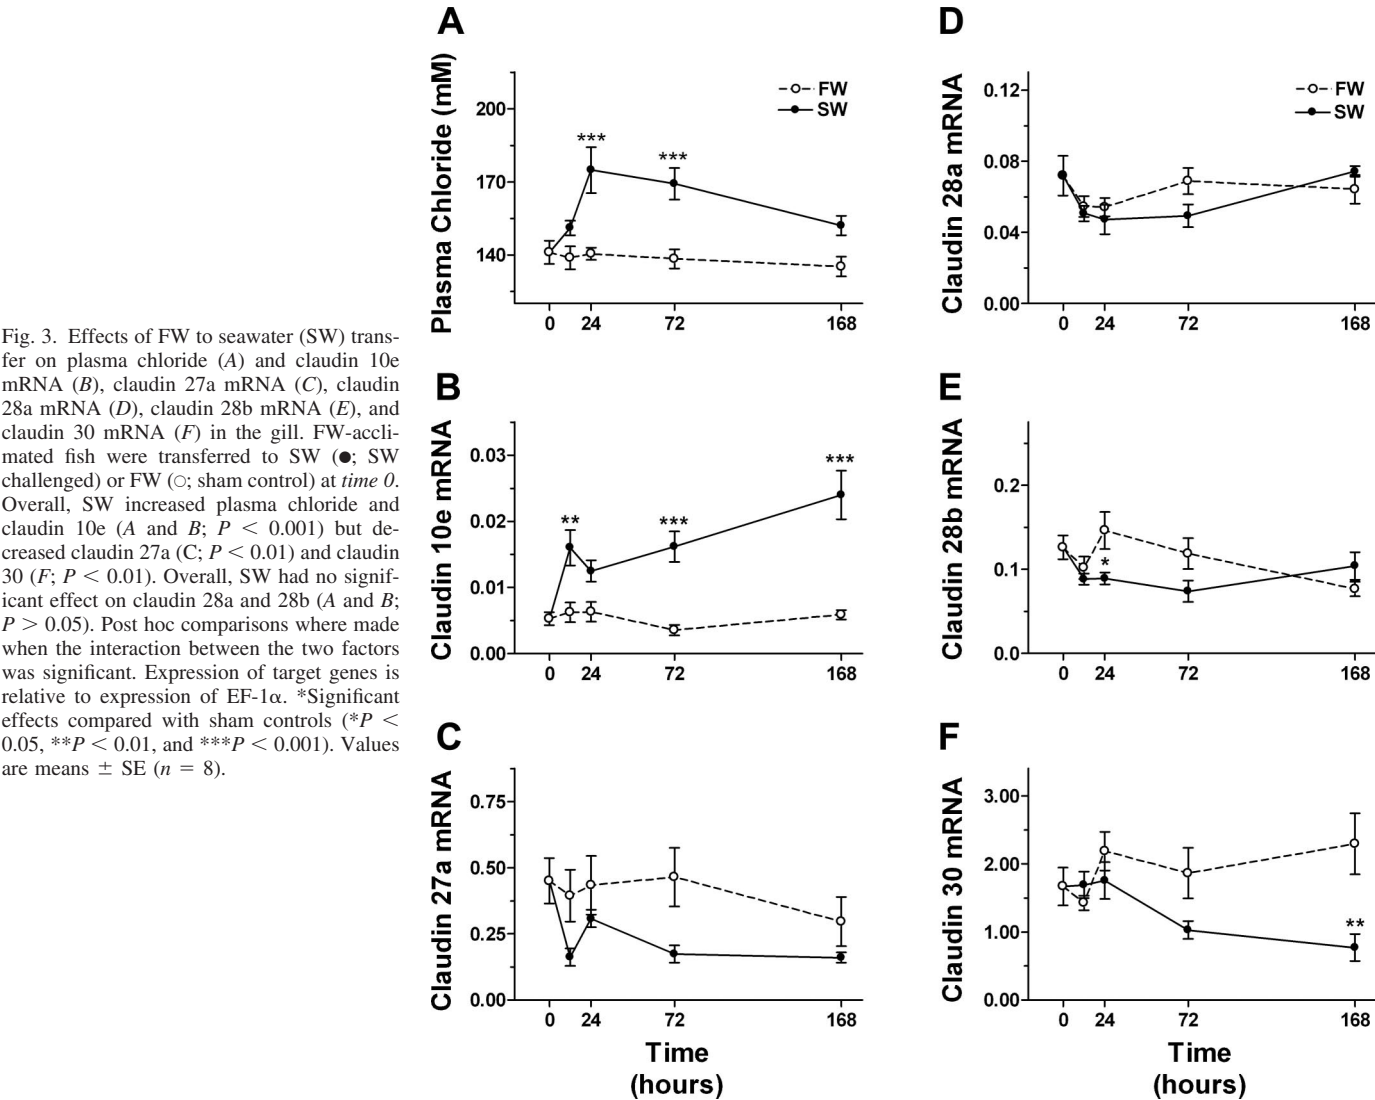 Fig. 3. Effects of FW to seawater (SW) trans-
fer on plasma chloride (A) and claudin 10e
mRNA (B), claudin 27a mRNA (C), claudin
28a mRNA (D), claudin 28b mRNA (E), and
claudin 30 mRNA (F) in the gill. FW-accli-
mated fish were transferred to SW (●; SW
challenged) or FW (○; sham control) at time 0.
Overall, SW increased plasma chloride and
claudin 10e (A and B; P < 0.001) but de-
creased claudin 27a (C; P < 0.01) and claudin
30 (F; P < 0.01). Overall, SW had no signif-
icant effect on claudin 28a and 28b (A and B;
P > 0.05). Post hoc comparisons where made
when the interaction between the two factors
was significant. Expression of target genes is
relative to expression of EF-1α. *Significant
effects compared with sham controls (*P <
0.05, **P < 0.01, and ***P < 0.001). Values
are means ± SE (n = 8).
A
Plasma Chloride (mM)
200
170
140
FW
SW
***
***
0 24 72 168
B
Claudin 10e mRNA
0.03
0.02
0.01
0.00
**
***
***
0 24 72 168
C
Claudin 27a mRNA
0.75
0.50
0.25
0.00
0 24 72 168
Time
(hours)
D
Claudin 28a mRNA
0.12
0.08
0.04
0.00
FW
SW
0 24 72 168
E
Claudin 28b mRNA
0.2
0.1
0.0
*
0 24 72 168
F
Claudin 30 mRNA
3.00
2.00
1.00
0.00
**
0 24 72 168
Time
(hours)